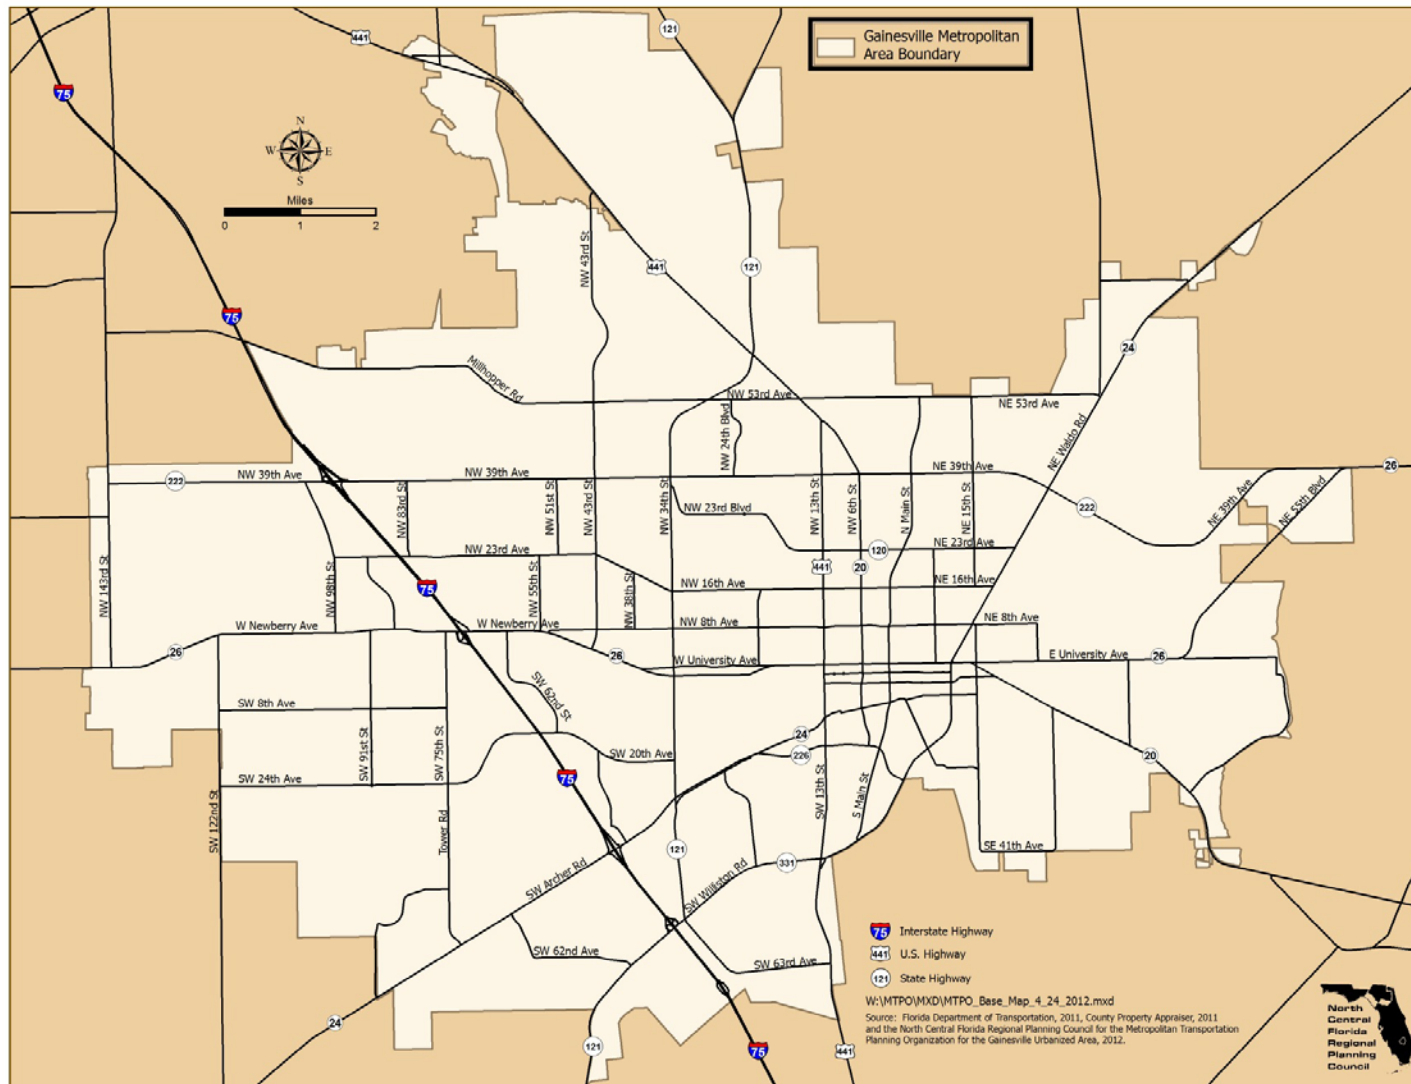 441
121
Gainesville Metropolitan
Area Boundary
75
N
W
E
S
Miles
0
1
2
NW 43rd St
441
121
75
24
Millhopper Rd
NW 53rd Ave
NE 53rd Ave
NW 24th Blvd
NE Waldo Rd
222
NW 39th Ave
NW 39th Ave
NE 39th Ave
26
NW 83rd St
NW 51st St
NW 43rd St
NW 34th St
NW 23rd Blvd
NW 13th St
NW 6th St
N Main St
NE 15th St
222
NE 39th Ave
NE 55th Blvd
NW 143rd St
NW 98th St
NW 23rd Ave
NW 55th St
NW 38th St
120
NE 23rd Ave
75
NW 16th Ave
441
20
NE 16th Ave
W Newberry Ave
W Newberry Ave
NW 8th Ave
NE 8th Ave
26
26
W University Ave
E University Ave
26
SW 62nd St
SW 8th Ave
SW 91st St
SW 75th St
24
226
SW 20th Ave
20
SW 24th Ave
75
SW 122nd St
Tower Rd
SW 13th St
S Main St
121
331
SE 41th Ave
SW Archer Rd
SW Williston Rd
SW 62nd Ave
SW 63rd Ave
24
121
75
441
75 Interstate Highway
441 U.S. Highway
121 State Highway
W:\MTPO\MXD\MTPO_Base_Map_4_24_2012.mxd
Source: Florida Department of Transportation, 2011, County Property Appraiser, 2011
and the North Central Florida Regional Planning Council for the Metropolitan Transportation
Planning Organization for the Gainesville Urbanized Area, 2012.
North
Central
Florida
Regional
Planning
Council